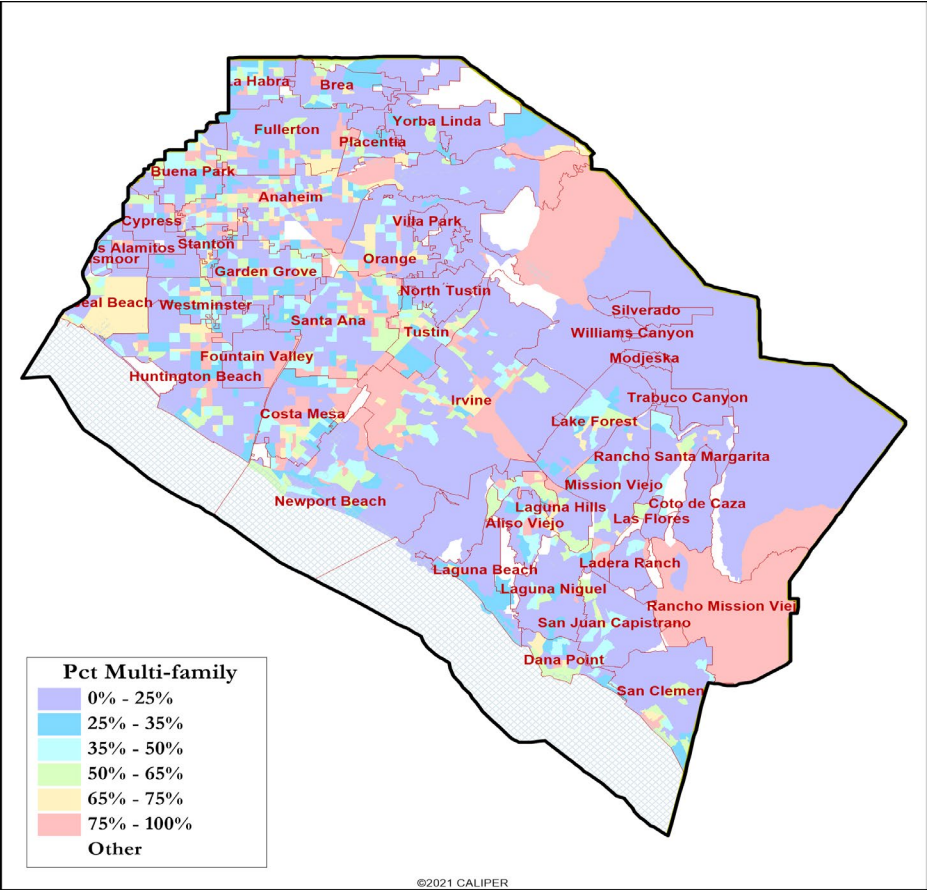 a Habra
Brea
Yorba Linda
Fullerton
Placentia
Buena Park
Anaheim
Cypress
Villa Park
s Alamitos
Stanton
smoor
Orange
Garden Grove
North Tustin
eal Beach
Westminster
Silverado
Santa Ana
Tustin
Williams Canyon
Fountain Valley
Modjeska
Huntington Beach
Irvine
Trabuco Canyon
Costa Mesa
Lake Forest
Rancho Santa Margarita
Mission Viejo
Newport Beach
Laguna Hills
Coto de Caza
Aliso Viejo
Las Flores
Laguna Beach
Ladera Ranch
Laguna Niguel
Rancho Mission Viej
San Juan Capistrano
Dana Point
San Clemen
Pct Multi-family
0% - 25%
25% - 35%
35% - 50%
50% - 65%
65% - 75%
75% - 100%
Other
©2021 CALIPER